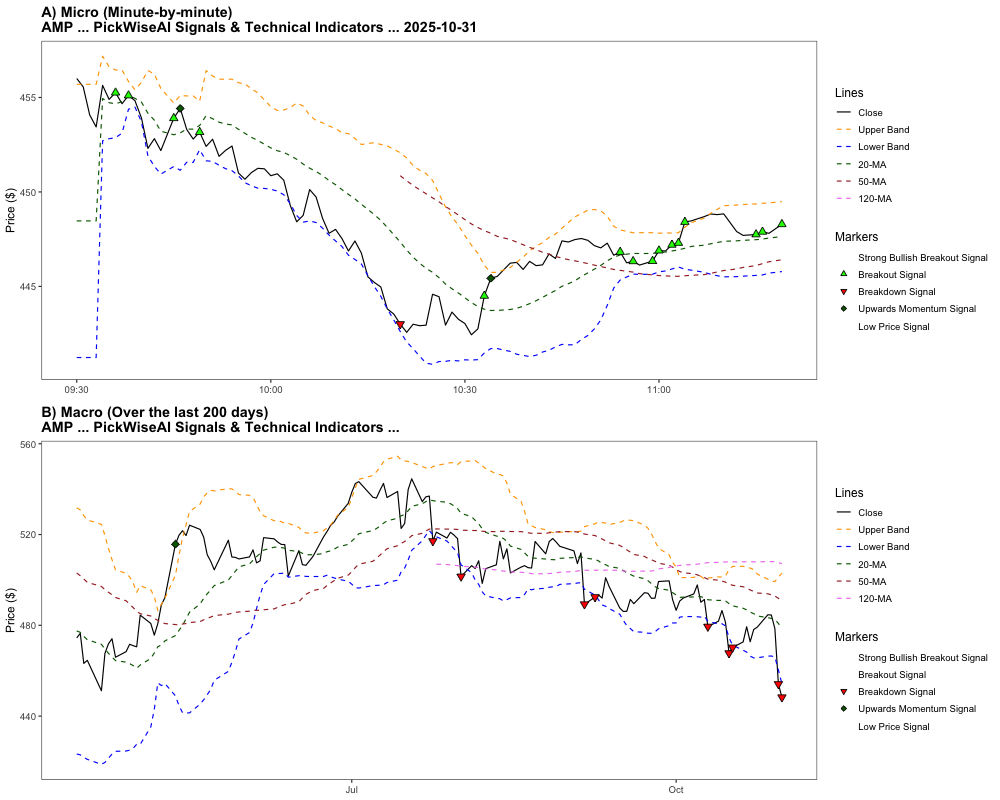 A) Micro (Minute-by-minute)
AMP ... PickWiseAI Signals & Technical Indicators ... 2025-10-31
Price ($)
455
450
445
09:30
10:00
10:30
11:00
Lines
Close
Upper Band
Lower Band
20-MA
50-MA
120-MA
Markers
Strong Bullish Breakout Signal
Breakout Signal
Breakdown Signal
Upwards Momentum Signal
Low Price Signal
B) Macro (Over the last 200 days)
AMP ... PickWiseAI Signals & Technical Indicators ...
Price ($)
560
520
480
440
Jul
Oct
Lines
Close
Upper Band
Lower Band
20-MA
50-MA
120-MA
Markers
Strong Bullish Breakout Signal
Breakout Signal
Breakdown Signal
Upwards Momentum Signal
Low Price Signal